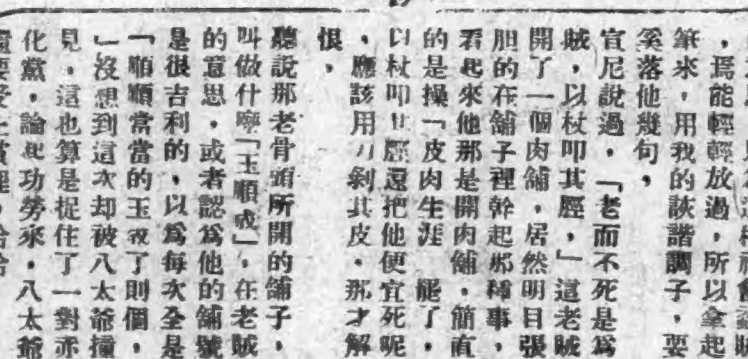 ，焉能輕輕放過，所以拿起
筆來，用我的詼諧調子，要
奚落他幾句，
宣尼說過，「老而不死是爲
賊，以杖叩其脛，」這老賊
開了一個肉舖，居然明目張
胆的在舖子裡幹起那種事，
看起來他那是開肉舖，簡直
的是操「皮肉生涯　罷了，
以杖叩其脛還把他便宜死呢
，應該用刀剝其皮，那才解
恨，
聽說那老骨頭所開的舖子，
叫做什麼「玉順成」，在老賊
的意思，或者認爲他的舖號
是很吉利的，以爲每次全是
「順順當當的玉成了則個，
」沒想到這次却被八太爺撞
見，這也算是捉住了一對赤
化黨，論起功勞來，八太爺